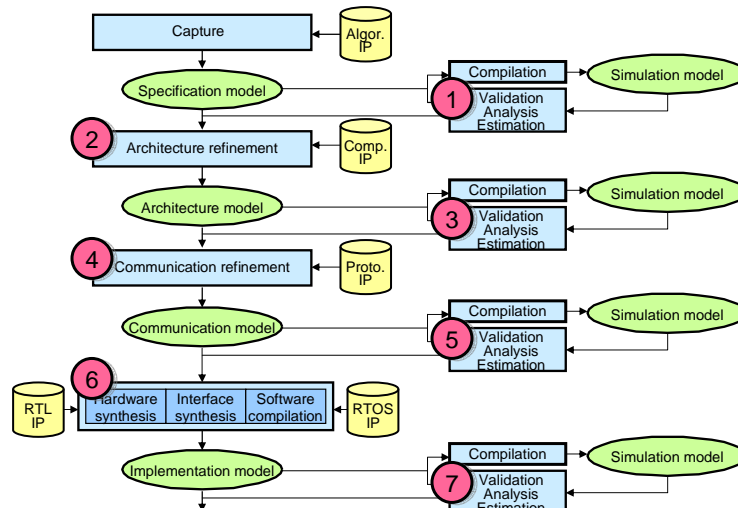 Capture
Algor.
IP
Specification model
Compilation
Simulation model
1
Validation
Analysis
Estimation
2
Architecture refinement
Comp.
IP
Architecture model
Compilation
Simulation model
3
Validation
Analysis
Estimation
4
Communication refinement
Proto.
IP
Communication model
Compilation
Simulation model
5
Validation
Analysis
Estimation
6
RTL
IP
Hardware
synthesis
Interface
synthesis
Software
compilation
RTOS
IP
Implementation model
Compilation
Simulation model
7
Validation
Analysis
Estimation